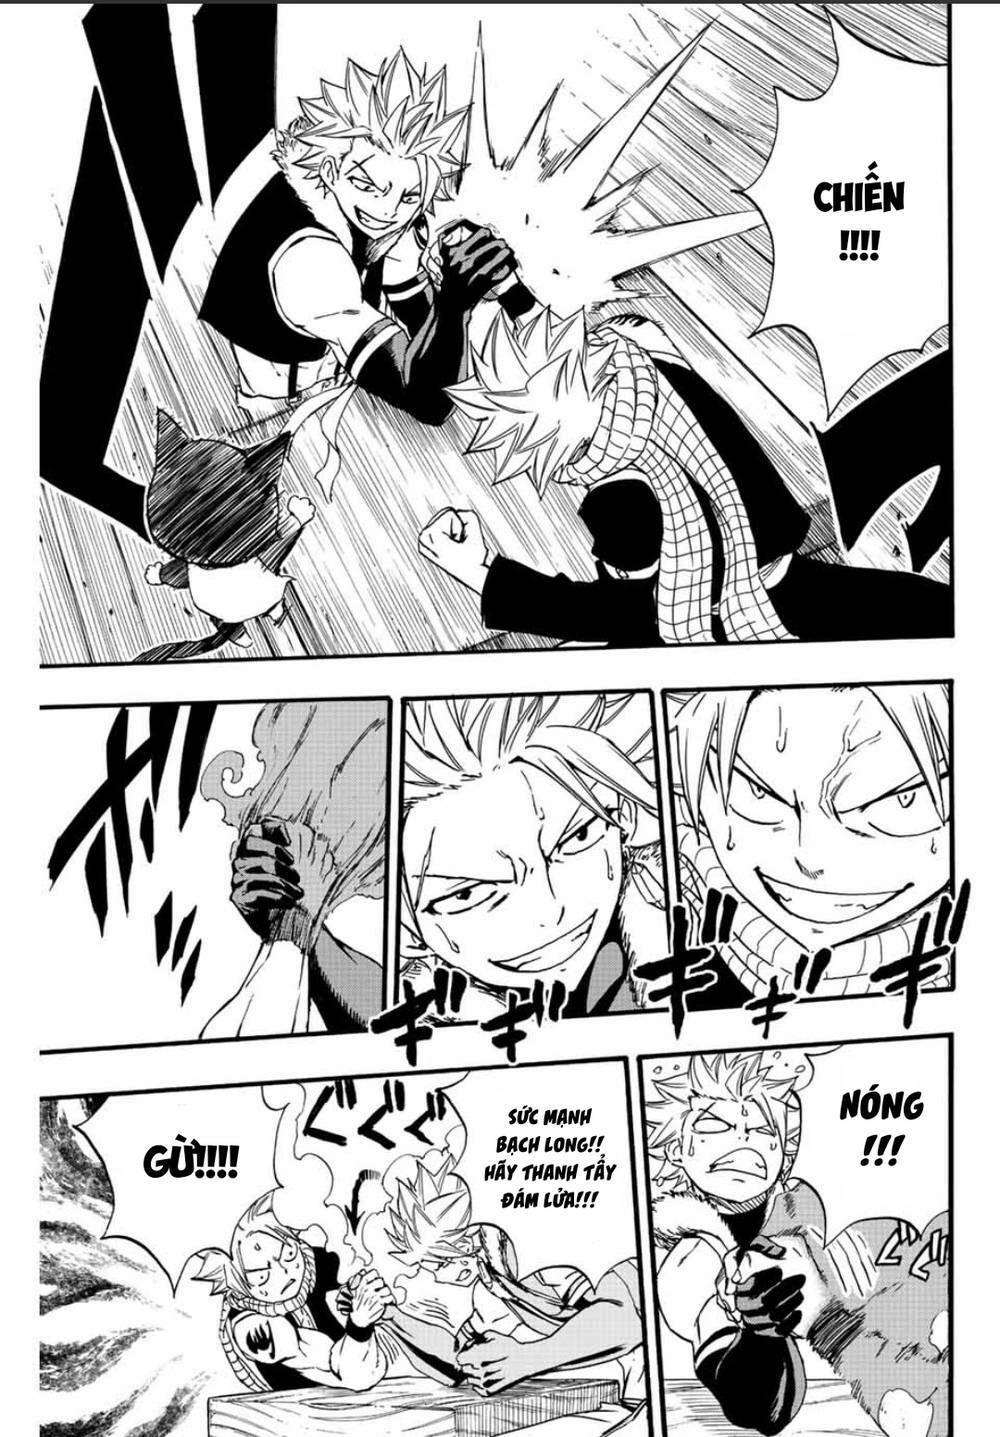 CHIẾN
!!!!
ギ
ギ
ギ
ギ
ギ
NÓNG
!!!
SỨC MẠNH
BẠCH LONG!!
HÃY THANH TẨY
ĐÁM LỬA!!!
GỪ!!!!
ぐぐぐ